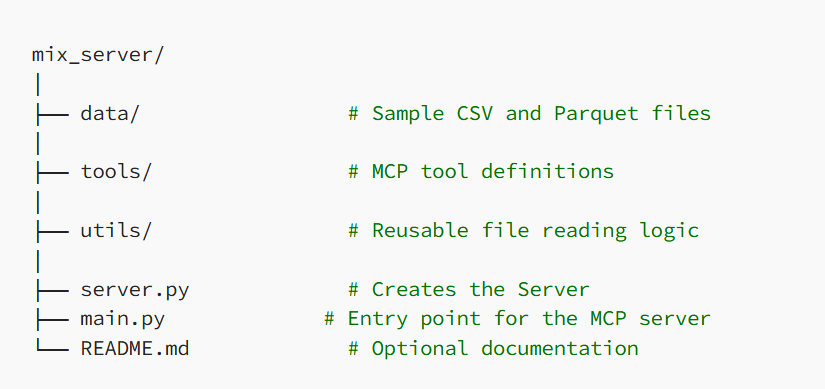 mix_server/
│
├── data/                 # Sample CSV and Parquet files
│
├── tools/                # MCP tool definitions
│
├── utils/                # Reusable file reading logic
│
├── server.py             # Creates the Server
├── main.py             # Entry point for the MCP server
└── README.md             # Optional documentation